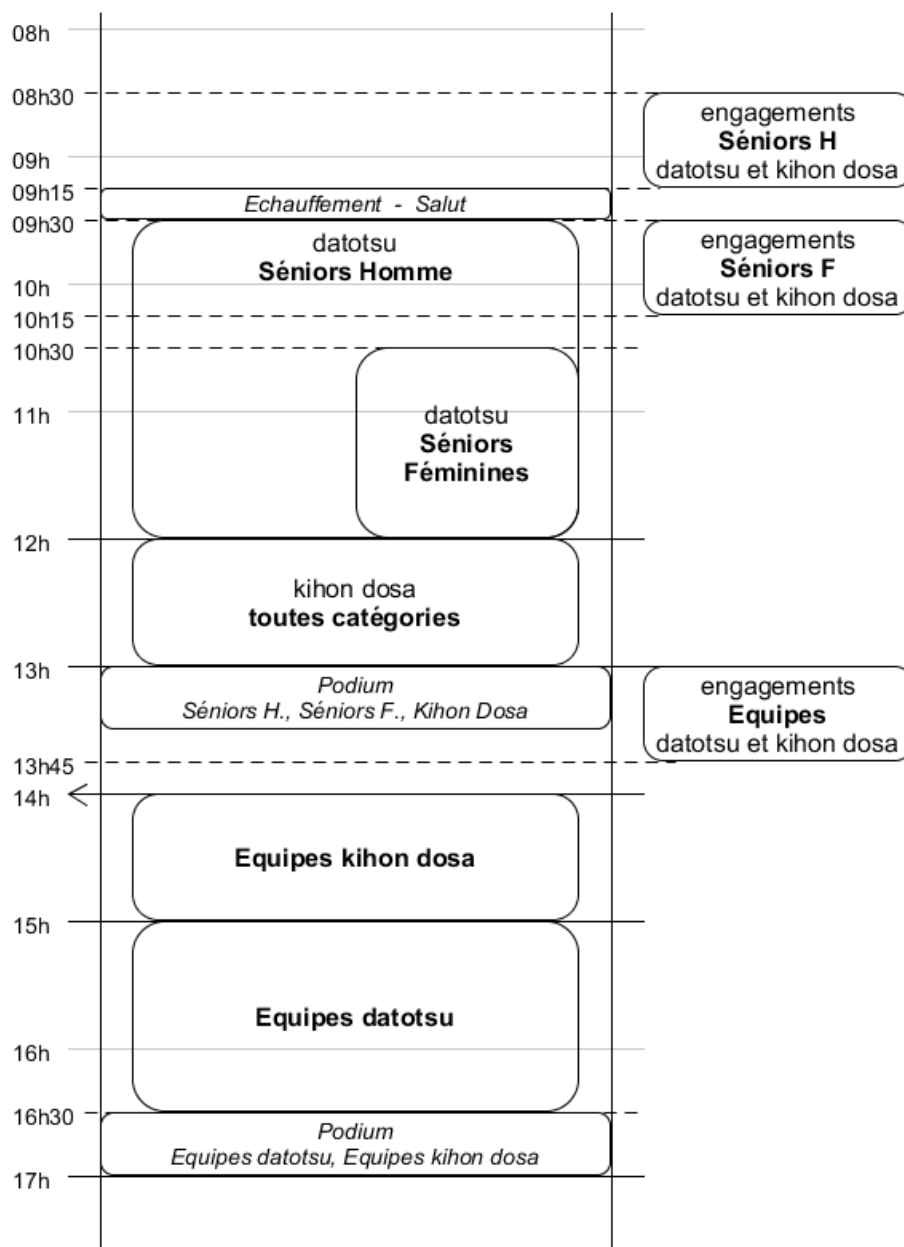 08h
08h30
engagements
Séniors H
datotsu et kihon dosa
09h
09h15
Echauffement - Salut
09h30
datotsu
Séniors Homme
engagements
Séniors F
datotsu et kihon dosa
10h
10h15
10h30
11h
datotsu
Séniors
Féminines
12h
kihon dosa
toutes catégories
13h
Podium
Séniors H., Séniors F., Kihon Dosa
engagements
Equipes
datotsu et kihon dosa
13h45
14h
Equipes kihon dosa
15h
Equipes datotsu
16h
16h30
Podium
Equipes datotsu, Equipes kihon dosa
17h